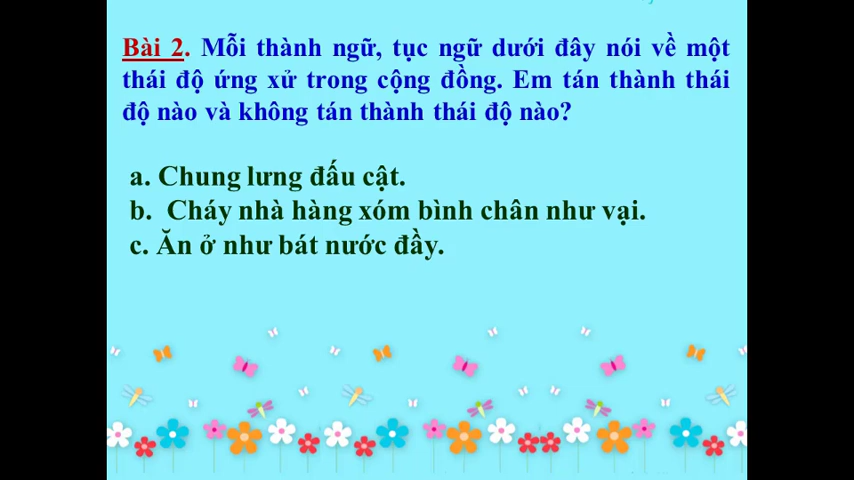 Bài 2. Mỗi thành ngữ, tục ngữ dưới đây nói về một
thái độ ứng xử trong cộng đồng. Em tán thành thái
độ nào và không tán thành thái độ nào?
a. Chung lưng đấu cật.
b. Cháy nhà hàng xóm bình chân như vại.
c. Ăn ở như bát nước đầy.